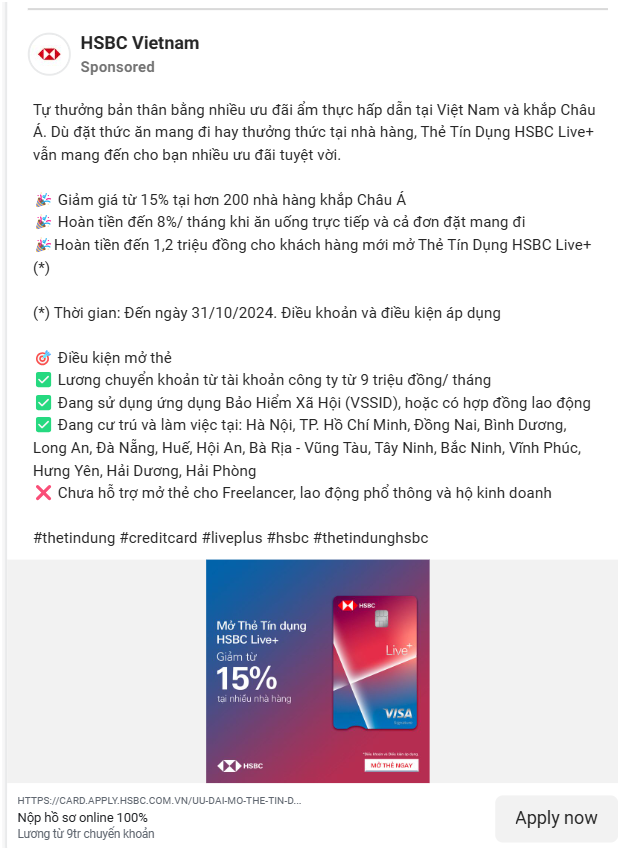 HSBC Vietnam
Sponsored
Tự thưởng bản thân bằng nhiều ưu đãi ẩm thực hấp dẫn tại Việt Nam và khắp Châu
Á. Dù đặt thức ăn mang đi hay thưởng thức tại nhà hàng, Thẻ Tín Dụng HSBC Live+
vẫn mang đến cho bạn nhiều ưu đãi tuyệt vời.
🎉 Giảm giá từ 15% tại hơn 200 nhà hàng khắp Châu Á
🎉 Hoàn tiền đến 8%/ tháng khi ăn uống trực tiếp và cả đơn đặt mang đi
🎉 Hoàn tiền đến 1,2 triệu đồng cho khách hàng mới mở Thẻ Tín Dụng HSBC Live+
(*)
(*) Thời gian: Đến ngày 31/10/2024. Điều khoản và điều kiện áp dụng
🎯 Điều kiện mở thẻ
✅ Lương chuyển khoản từ tài khoản công ty từ 9 triệu đồng/ tháng
✅ Đang sử dụng ứng dụng Bảo Hiểm Xã Hội (VSSID), hoặc có hợp đồng lao động
✅ Đang cư trú và làm việc tại: Hà Nội, TP. Hồ Chí Minh, Đồng Nai, Bình Dương,
Long An, Đà Nẵng, Huế, Hội An, Bà Rịa - Vũng Tàu, Tây Ninh, Bắc Ninh, Vĩnh Phúc,
Hưng Yên, Hải Dương, Hải Phòng
❌ Chưa hỗ trợ mở thẻ cho Freelancer, lao động phổ thông và hộ kinh doanh
#thetindung #creditcard #liveplus #hsbc #thetindunghsbc
Mở Thẻ Tín dụng
HSBC Live+
Giảm từ
15%
tại nhiều nhà hàng
HSBC
Live+
VISA
Signature
HSBC
*Điều khoản và điều kiện áp dụng
MỞ THẺ NGAY
HTTPS://CARD.APPLY.HSBC.COM.VN/UU-DAI-MO-THE-TIN-D...
Nộp hồ sơ online 100%
Lương từ 9tr chuyển khoản
Apply now